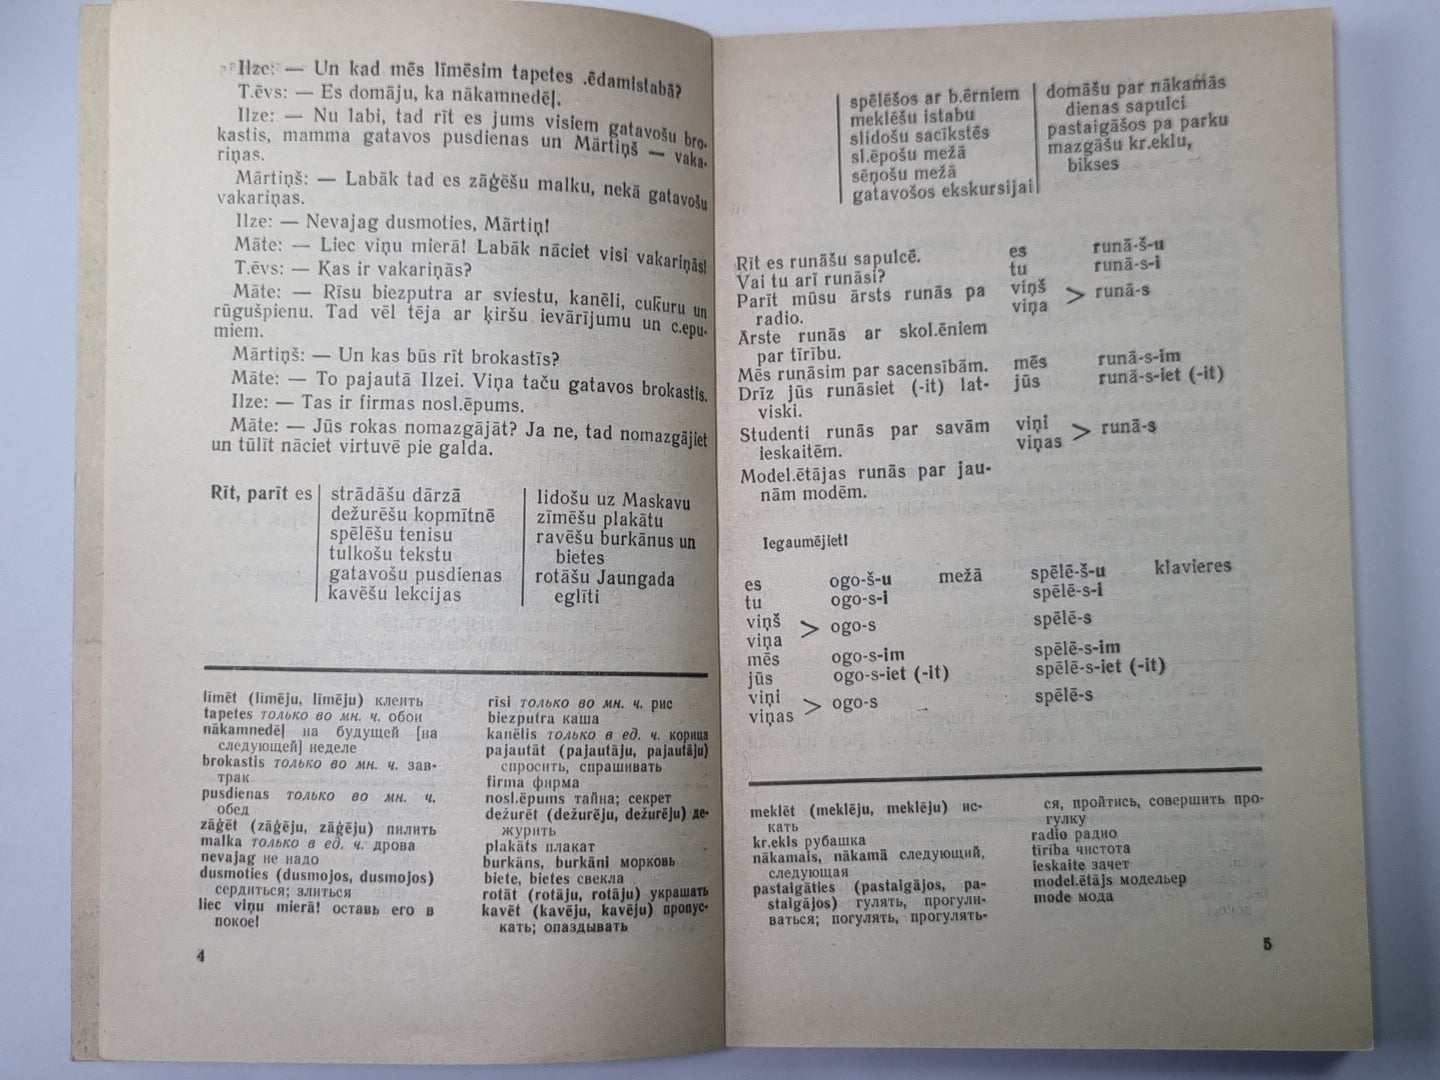 Ilze: — Un kad mēs līmēsim tapetes .ēdamistabā?
T.ēvs: — Es domāju, ka nākamnedēļ.
Ilze: — Nu labi, tad rīt es jums visiem gatavošu bro-
kastis, mamma gatavos pusdienas un Mārtiņš — vaka-
riņas.
Mārtiņš: — Labāk tad es zāģēšu malku, nekā gatavošu
vakariņas.
Ilze: — Nevajag dusmoties, Mārtiņ!
Māte: — Liec viņu mierā! Labāk nāciet visi vakariņās!
T.ēvs: — Kas ir vakariņās?
Māte: — Rīsu biezputra ar sviestu, kanēli, cukuru un
rūgušpienu. Tad vēl tēja ar ķiršu ievārījumu un c.epu-
miem.
Mārtiņš: — Un kas būs rīt brokastīs?
Māte: — To pajautā Ilzei. Viņa taču gatavos brokastis.
Ilze: — Tas ir firmas nosl.ēpums.
Māte: — Jūs rokas nomazgājāt? Ja ne, tad nomazgājiet
un tūlīt nāciet virtuvē pie galda.
Rīt, parīt es
strādāšu dārzā
dežurēšu kopmītnē
spēlēšu tenisu
tulkošu tekstu
gatavošu pusdienas
kavēšu lekcijas
lidošu uz Maskavu
zīmēšu plakātu
ravēšu burkānus un
bietes
rotāšu Jaungada
eglīti
līmēt (līmēju, līmēju) клеить
tapetes только во мн. ч. обои
nākamnedēļ на будущей [на
следующей] неделе
brokastis только во мн. ч. зав-
трак
pusdienas только во мн. ч.
обед
zāģēt (zāģēju, zāģēju) пилить
malka только в ед. ч. дрова
nevajag не надо
dusmoties (dusmojos, dusmojos)
сердиться; злиться
liec viņu mierā! оставь его в
покое!
rīsi только во мн. ч. рис
biezputra каша
kanēlis только в ед. ч. корица
pajautāt (pajautāju, pajautāju)
спросить, спрашивать
firma фирма
nosl.ēpums тайна; секрет
dežurēt (dežurēju, dežurēju) де-
журить
plakāts плакат
burkāns, burkāni морковь
biete, bietes свекла
rotāt (rotāju, rotāju) украшать
kavēt (kavēju, kavēju) пропус-
кать; опаздывать
4
spēlēšos ar b.ērniem
meklēšu istabu
slidošu sacīkstēs
sl.ēpošu mežā
sēņošu mežā
gatavošos ekskursijai
domāšu par nākamās
dienas sapulci
pastaigāšos pa parku
mazgāšu kr.eklu,
bikses
Rīt es runāšu sapulcē. es runā-š-u
Vai tu arī runāsi? tu runā-s-i
Parīt mūsu ārsts runās pa viņš
radio. viņa > runā-s
Ārste runās ar skol.ēniem
par tīrību.
Mēs runāsim par sacensībām. mēs runā-s-im
Drīz jūs runāsiet (-it) lat- jūs runā-s-iet (-it)
viski.
Studenti runās par savām viņi
ieskaitēm. viņas > runā-s
Model.ētājas runās par jau-
nām modēm.
Iegaumējiet!
es ogo-š-u mežā spēlē-š-u klavieres
tu ogo-s-i spēlē-s-i
viņš
viņa > ogo-s spēlē-s
mēs ogo-s-im spēlē-s-im
jūs ogo-s-iet (-it) spēlē-s-iet (-it)
viņi
viņas > ogo-s spēlē-s
meklēt (meklēju, meklēju) ис-
кать
kr.ekls рубашка
nākamais, nākamā следующий,
следующая
pastaigāties (pastaigājos, pa-
staigājos) гулять, прогули-
ваться; погулять, прогулять-
ся, пройтись, совершить про-
гулку
radio радио
tīrība чистота
ieskaite зачет
model.ētājs модельер
mode мода
5